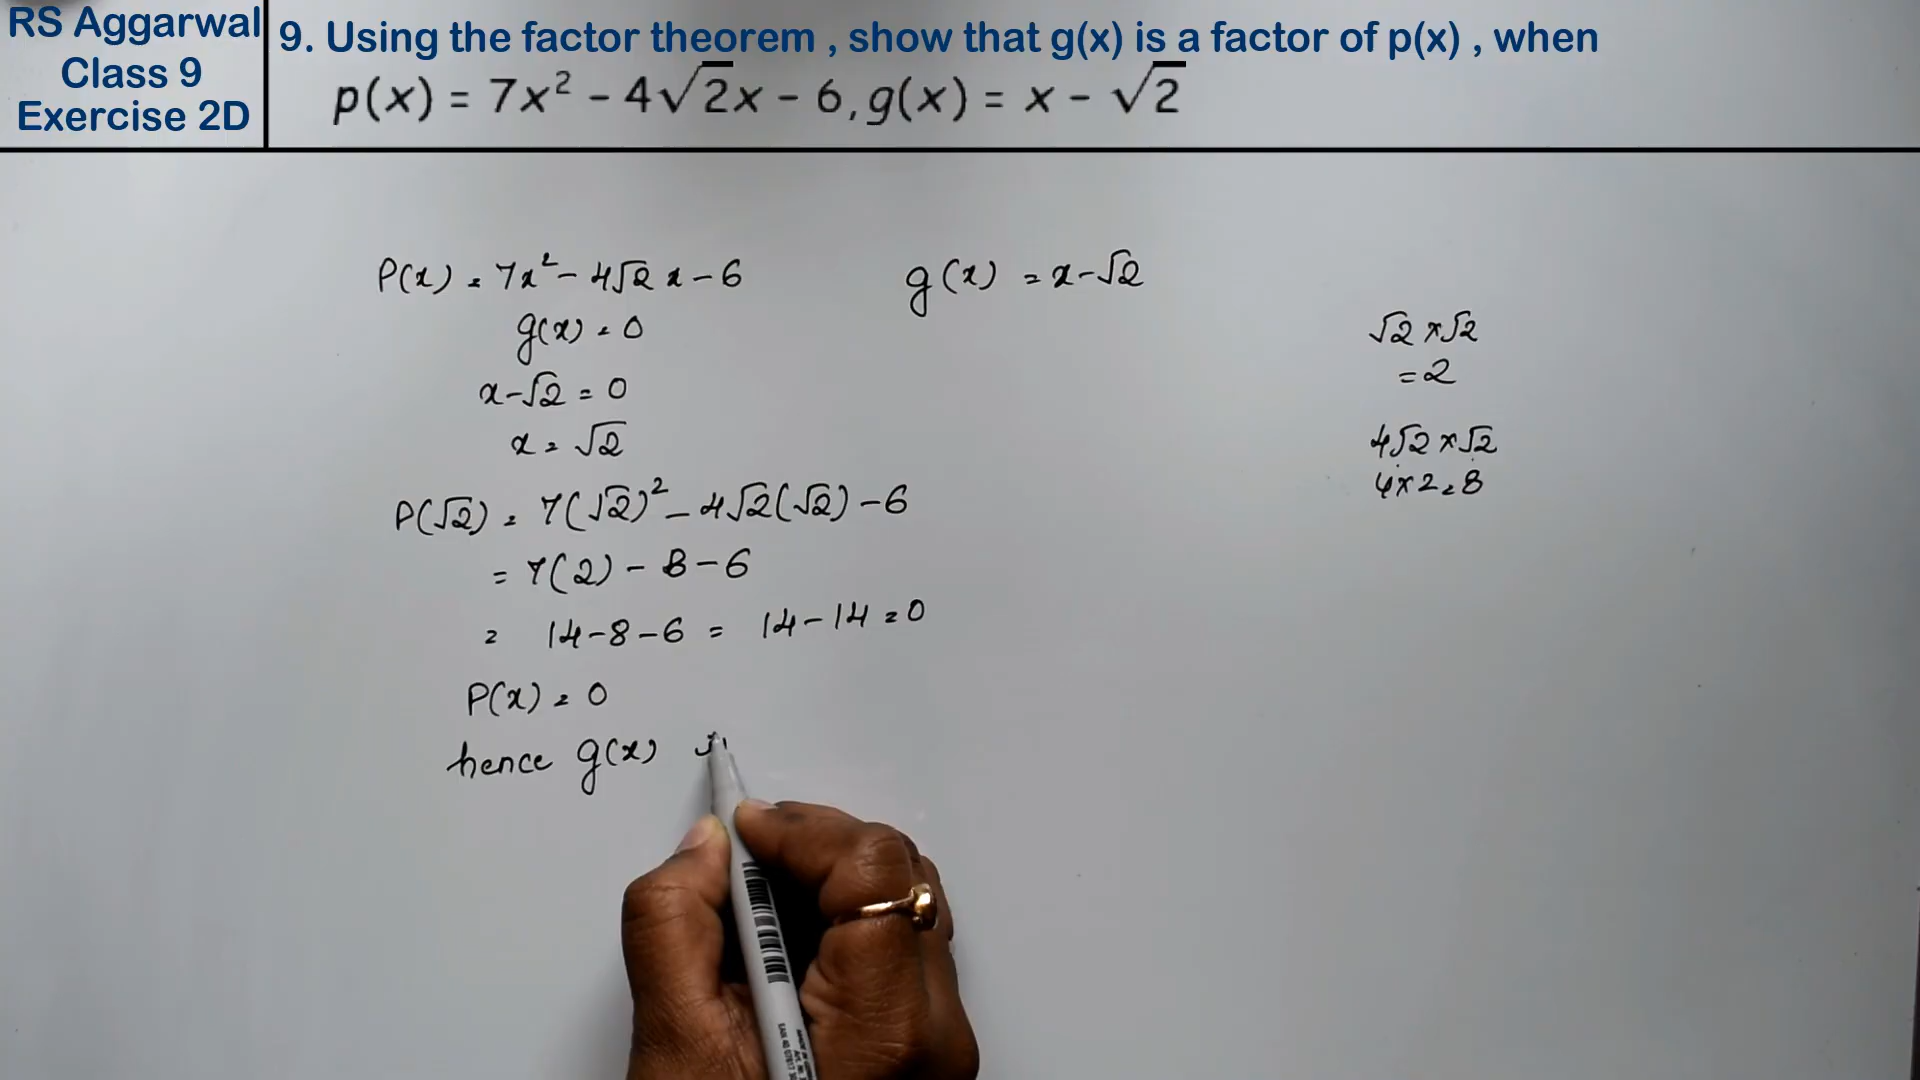 RS Aggarwal
Class 9
Exercise 2D
9. Using the factor theorem , show that g(x) is a factor of p(x) , when
p(x) = 7x² − 4√2x − 6, g(x) = x − √2
P(x) = 7x² − 4√2 x − 6
g(x) = x − √2
g(x) = 0
x − √2 = 0
x = √2
P(√2) = 7(√2)² − 4√2(√2) − 6
= 7(2) − 8 − 6
= 14 − 8 − 6 = 14 − 14 = 0
P(x) = 0
hence g(x)
√2 × √2
= 2
4√2 × √2
4 × 2 = 8